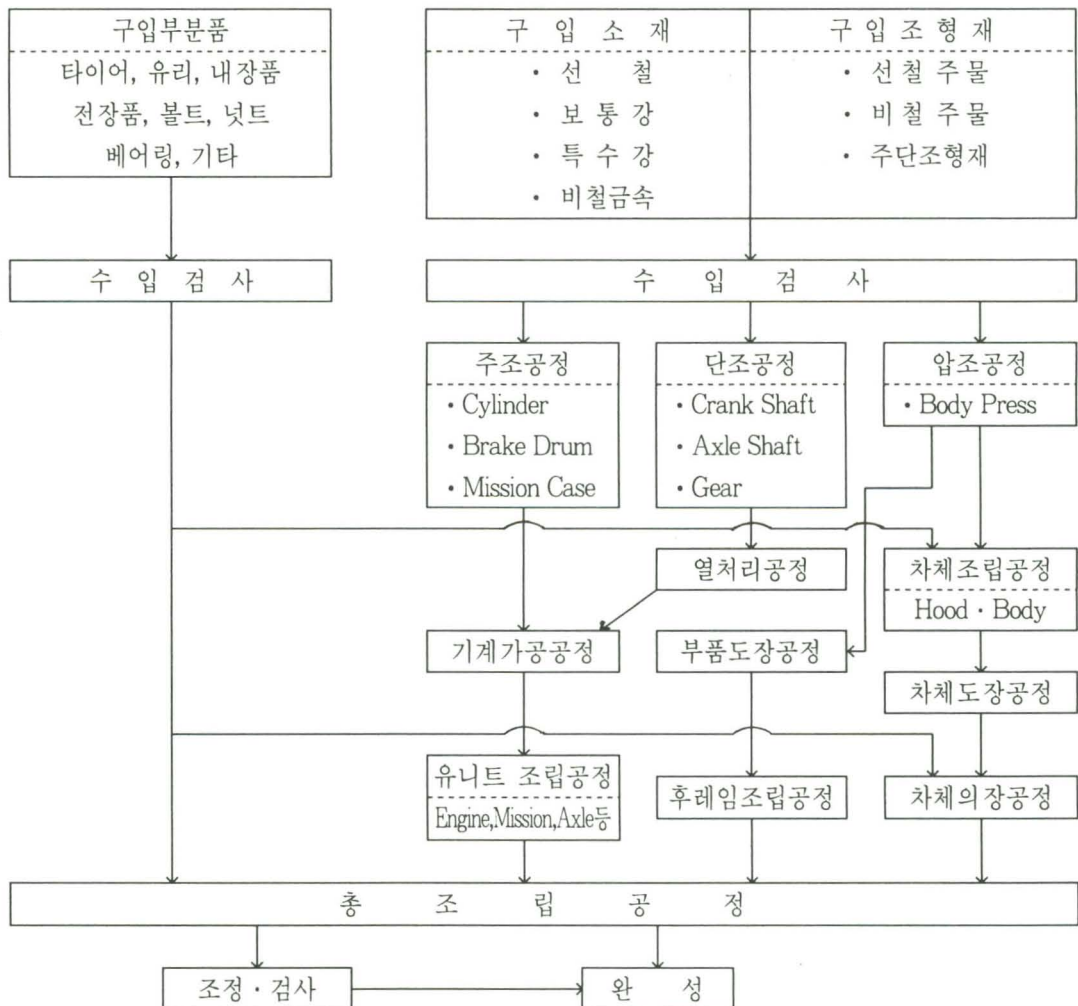 구입부분품
타이어, 유리, 내장품
전장품, 볼트, 넛트
베어링, 기타
구 입 소 재
· 선 철
· 보 통 강
· 특 수 강
· 비철금속
구 입 조 형 재
· 선 철 주 물
· 비 철 주 물
· 주단조형재
수 입 검 사
수 입 검 사
주조공정
· Cylinder
· Brake Drum
· Mission Case
단조공정
· Crank Shaft
· Axle Shaft
· Gear
압조공정
· Body Press
열처리공정
차체조립공정
Hood · Body
기계가공공정
부품도장공정
차체도장공정
유니트 조립공정
Engine,Mission,Axle등
후레임조립공정
차체의장공정
총 조 립 공 정
조정 · 검사
완 성